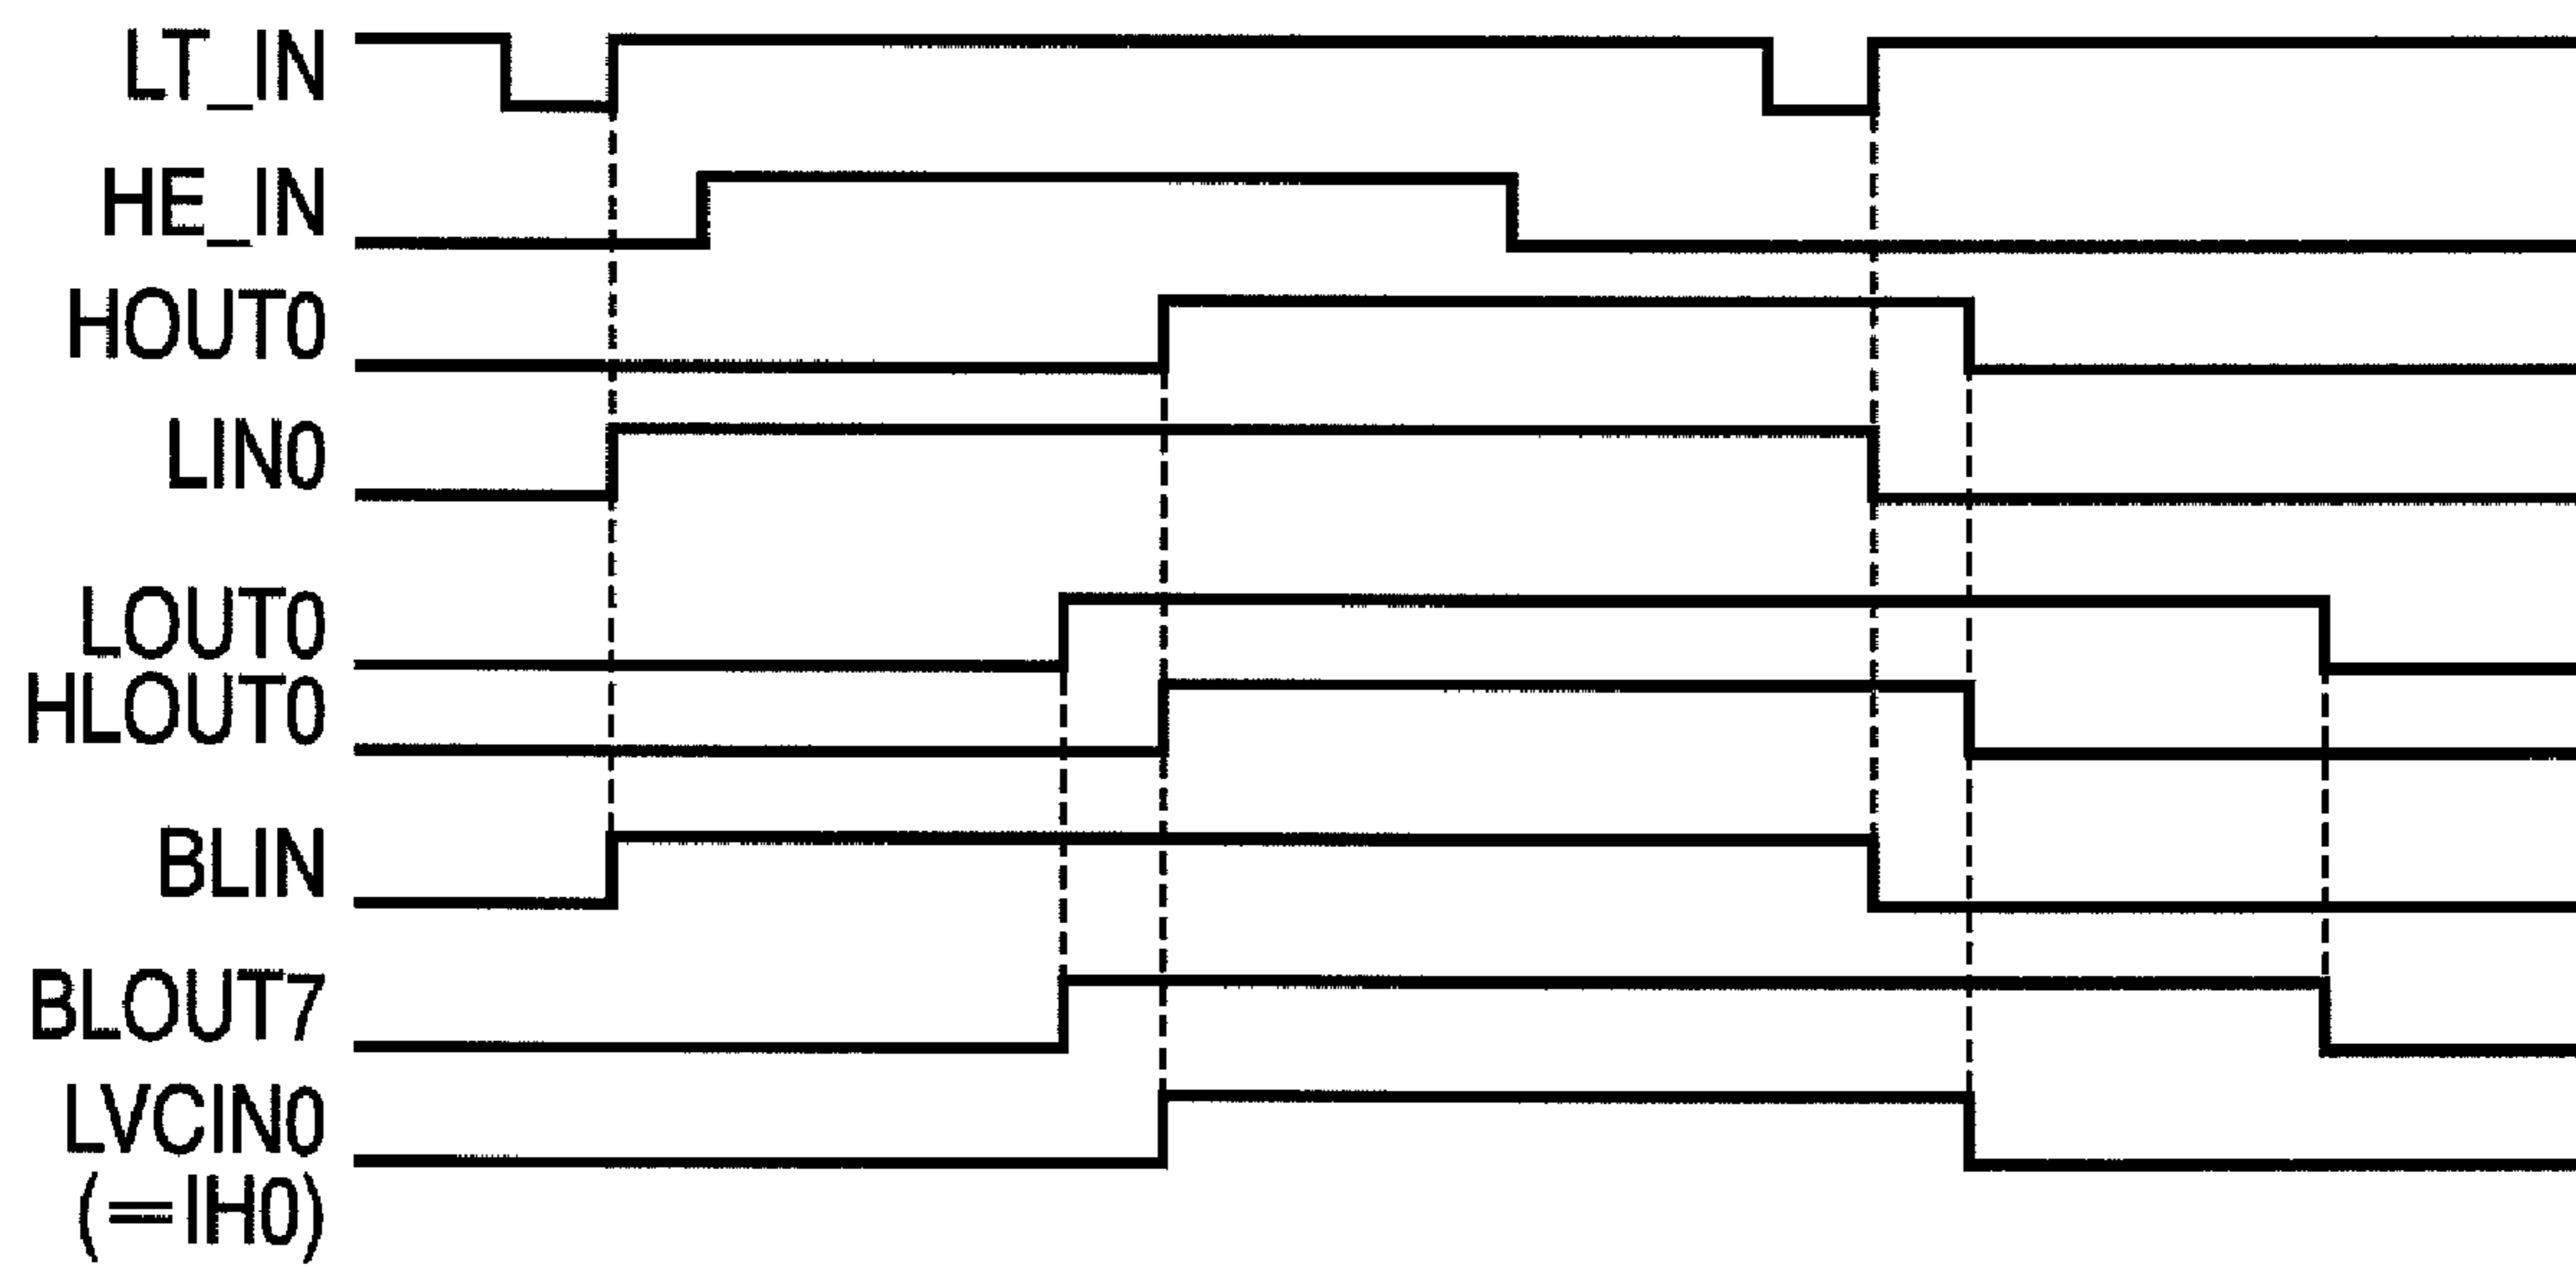 LT_IN
HE_IN
HOUT0
LIN0
LOUT0
HLOUT0
BLIN
BLOUT7
LVCIN0
(=IH0)